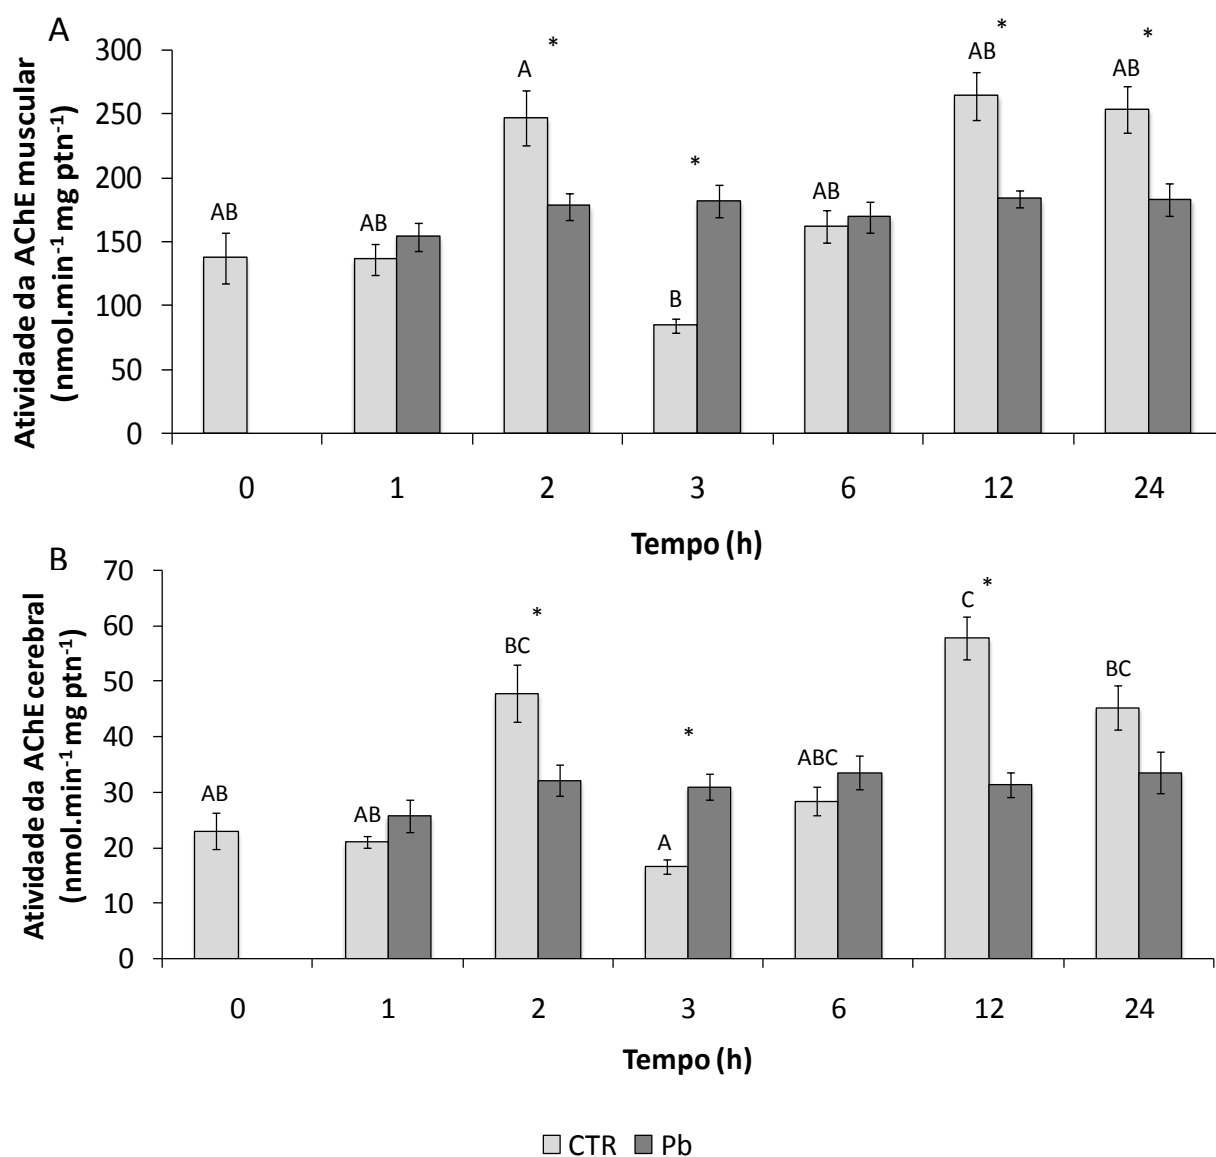 A
Atividade da AChE muscular
(nmol.min-1 mg ptn-1)
300
250
200
150
100
50
0
AB
AB
A
*
B
*
AB
AB
*
AB
*
0 1 2 3 6 12 24
Tempo (h)
B
Atividade da AChE cerebral
(nmol.min-1 mg ptn-1)
70
60
50
40
30
20
10
0
AB
AB
BC
*
A
*
ABC
C
*
BC
0 1 2 3 6 12 24
Tempo (h)
CTR Pb